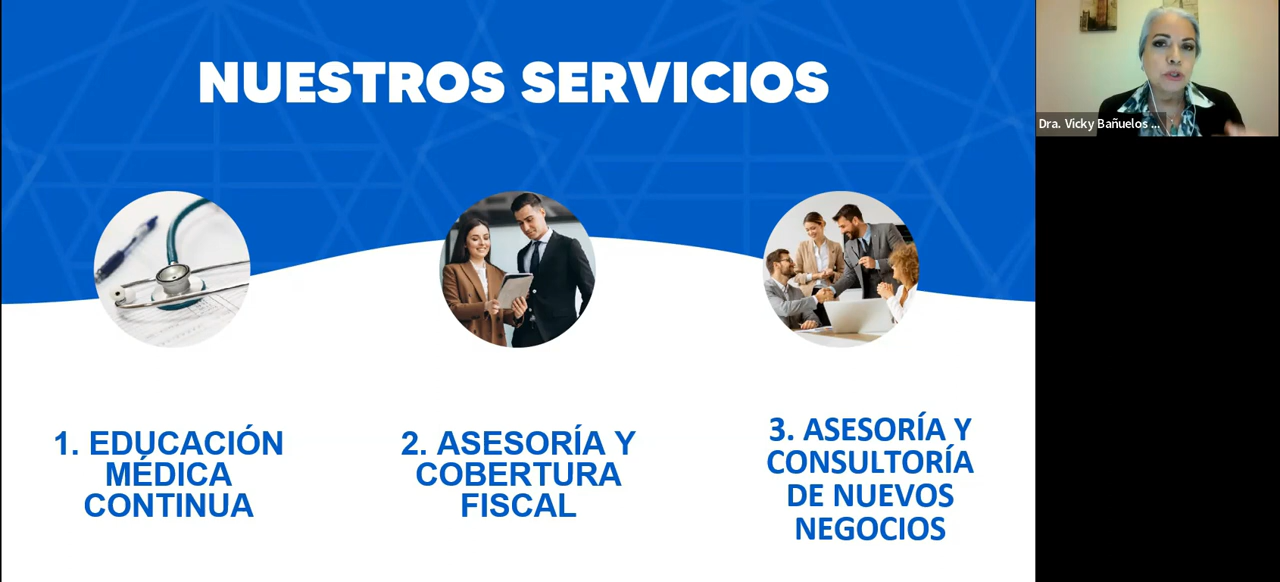 NUESTROS SERVICIOS
Dra. Vicky Bañuelos ...
1. EDUCACIÓN
MÉDICA
CONTINUA
2. ASESORÍA Y
COBERTURA
FISCAL
3. ASESORÍA Y
CONSULTORÍA
DE NUEVOS
NEGOCIOS